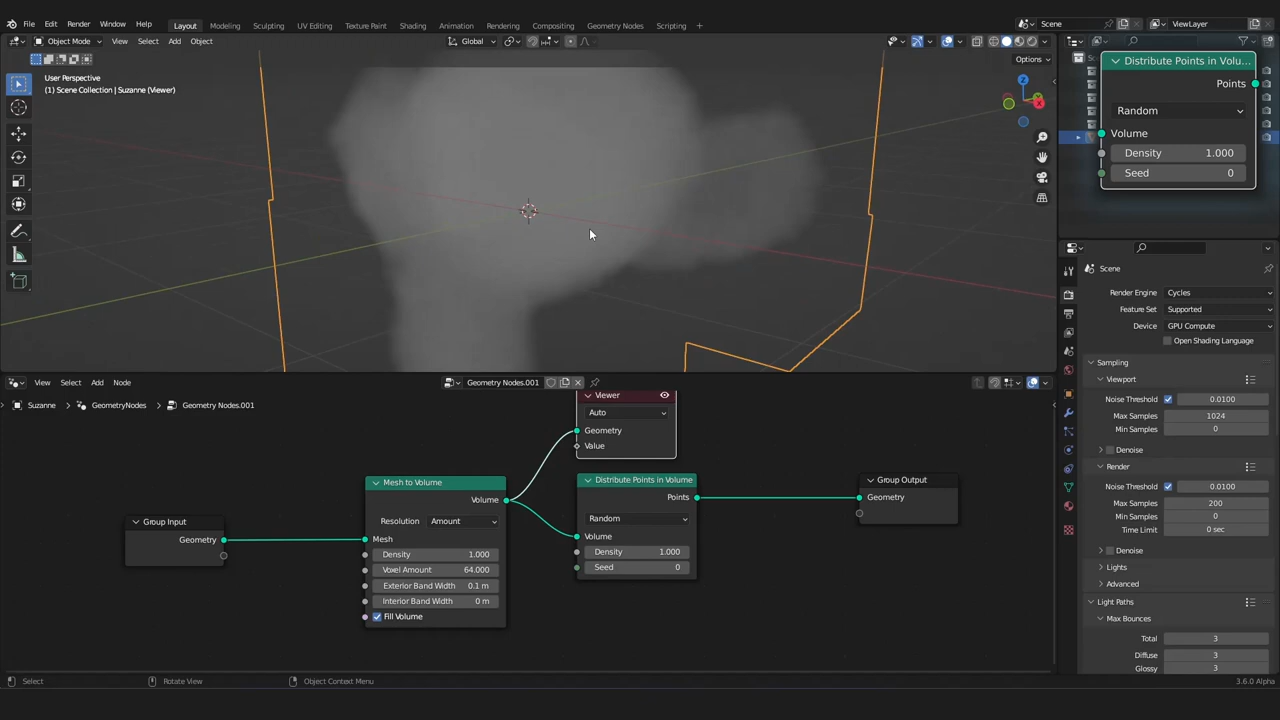 File Edit Render Window Help Layout Modeling Sculpting UV Editing Texture Paint Shading Animation Rendering Compositing Geometry Nodes Scripting + Scene ViewLayer
Object Mode View Select Add Object Global
Options
User Perspective
(1) Scene Collection | Suzanne (Viewer)
Z
Distribute Points in Volu...
Points
Random
Volume
Density 1.000
Seed 0
Scene
Render Engine Cycles
Feature Set Supported
Device GPU Compute
Open Shading Language
Sampling
Viewport
Noise Threshold 0.0100
Max Samples 1024
Min Samples 0
Denoise
Render
Noise Threshold 0.0100
Max Samples 200
Min Samples 0
Time Limit 0 sec
Denoise
Lights
Advanced
Light Paths
Max Bounces
Total 3
Diffuse 3
Glossy 3
View Select Add Node Geometry Nodes.001
Suzanne GeometryNodes Geometry Nodes.001
Group Input
Geometry
Mesh to Volume
Volume
Resolution Amount
Mesh
Density 1.000
Voxel Amount 64.000
Exterior Band Width 0.1 m
Interior Band Width 0 m
Fill Volume
Viewer
Auto
Geometry
Value
Distribute Points in Volume
Points
Random
Volume
Density 1.000
Seed 0
Group Output
Geometry
Select Rotate View Object Context Menu 3.6.0 Alpha